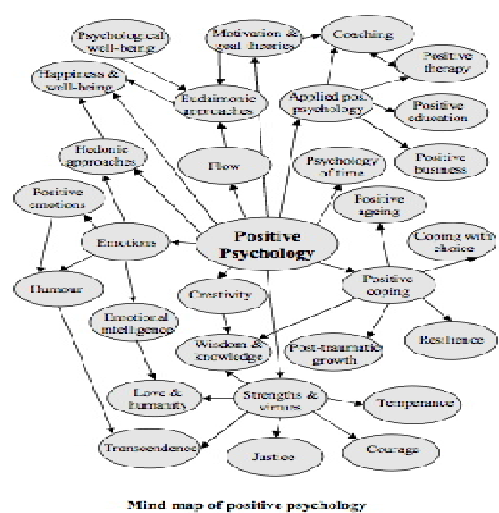 Psychological
well-being
Motivation &
goal theories
Coaching
Happiness &
well-being
Positive
therapy
Eudaimonic
approaches
Applied pos.
psychology
Positive
education
Hedonic
approaches
Flow
Psychology
of time
Positive
business
Positive
emotions
Positive
ageing
Emotions
Positive
Psychology
Coping with
choice
Humour
Creativity
Positive
coping
Emotional
intelligence
Wisdom &
knowledge
Post-traumatic
growth
Resilience
Love &
humanity
Strengths &
virtues
Temperance
Transcendence
Justice
Courage
Mind map of positive psychology